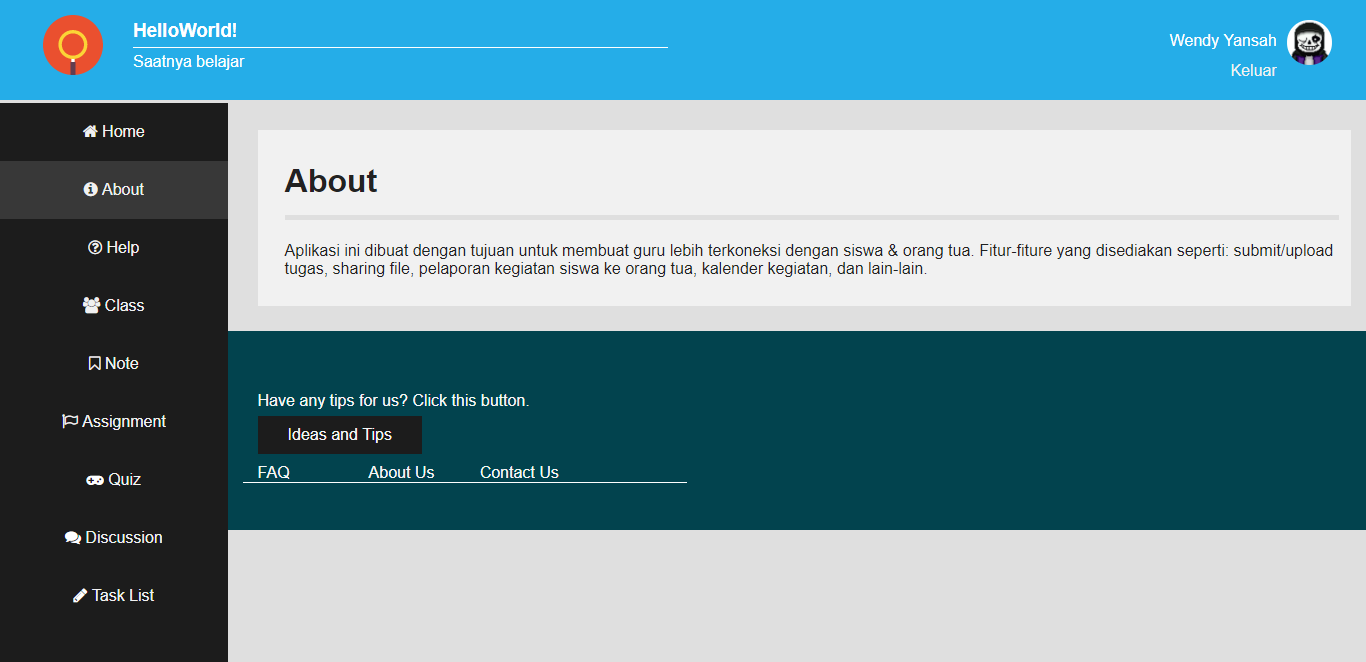 HelloWorld!
Saatnya belajar
Wendy Yansah
Keluar
Home
About
Help
Class
Note
Assignment
Quiz
Discussion
Task List
About
Aplikasi ini dibuat dengan tujuan untuk membuat guru lebih terkoneksi dengan siswa & orang tua. Fitur-fiture yang disediakan seperti: submit/upload
tugas, sharing file, pelaporan kegiatan siswa ke orang tua, kalender kegiatan, dan lain-lain.
Have any tips for us? Click this button.
Ideas and Tips
FAQ About Us Contact Us